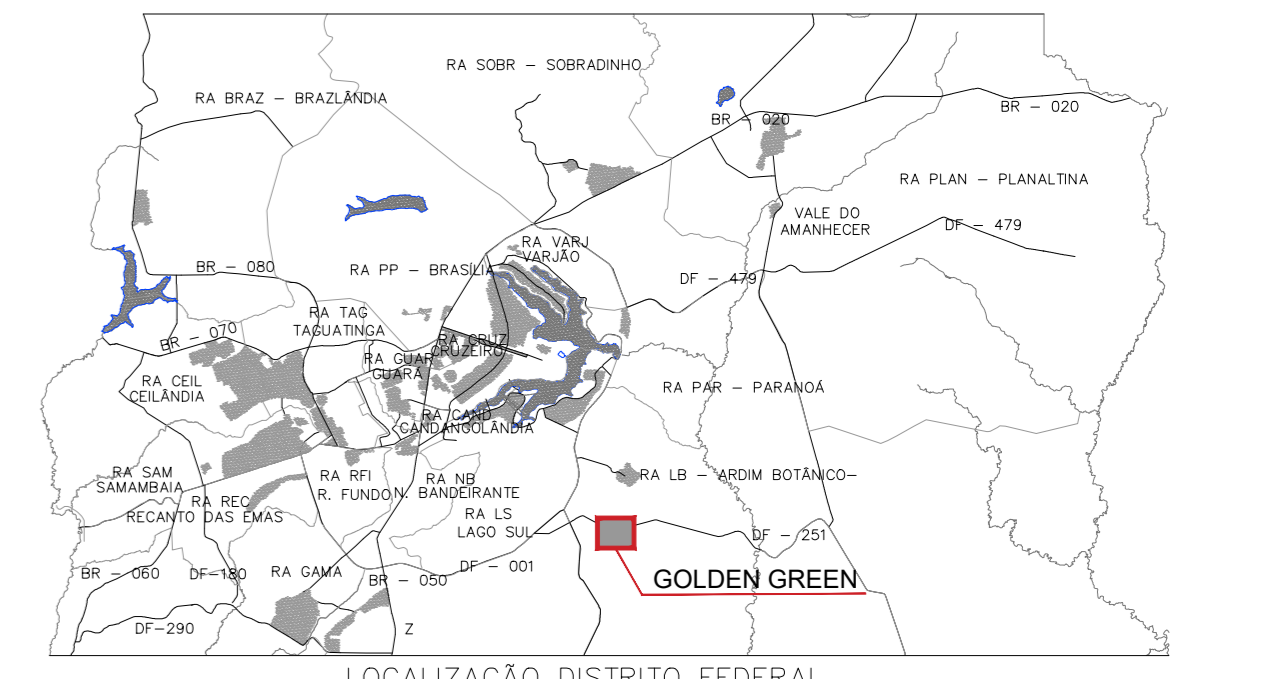 RA SOBR – SOBRADINHO
RA BRAZ – BRAZLÂNDIA
BR – 020
BR – 020
RA PLAN – PLANALTINA
VALE DO
AMANHECER
DF – 479
RA VARJ
VARJÃO
BR – 080
RA PP – BRASÍLIA
DF – 479
RA TAG
TAGUATINGA
BR – 070
RA CRUZ
CRUZEIRO
RA GUAR
GUARÁ
RA CEIL
CEILÂNDIA
RA PAR – PARANOÁ
RA CAND
CANDANGOLÂNDIA
RA SAM
SAMAMBAIA
RA RFI
R. FUNDO
RA NB
N. BANDEIRANTE
RA LB – ARDIM BOTÂNICO–
RA REC
RECANTO DAS EMAS
RA LS
LAGO SUL
DF – 251
BR – 060
DF–180
RA GAMA
BR – 050
DF – 001
GOLDEN GREEN
DF–290
Z
LOCALIZAÇÃO DISTRITO FEDERAL